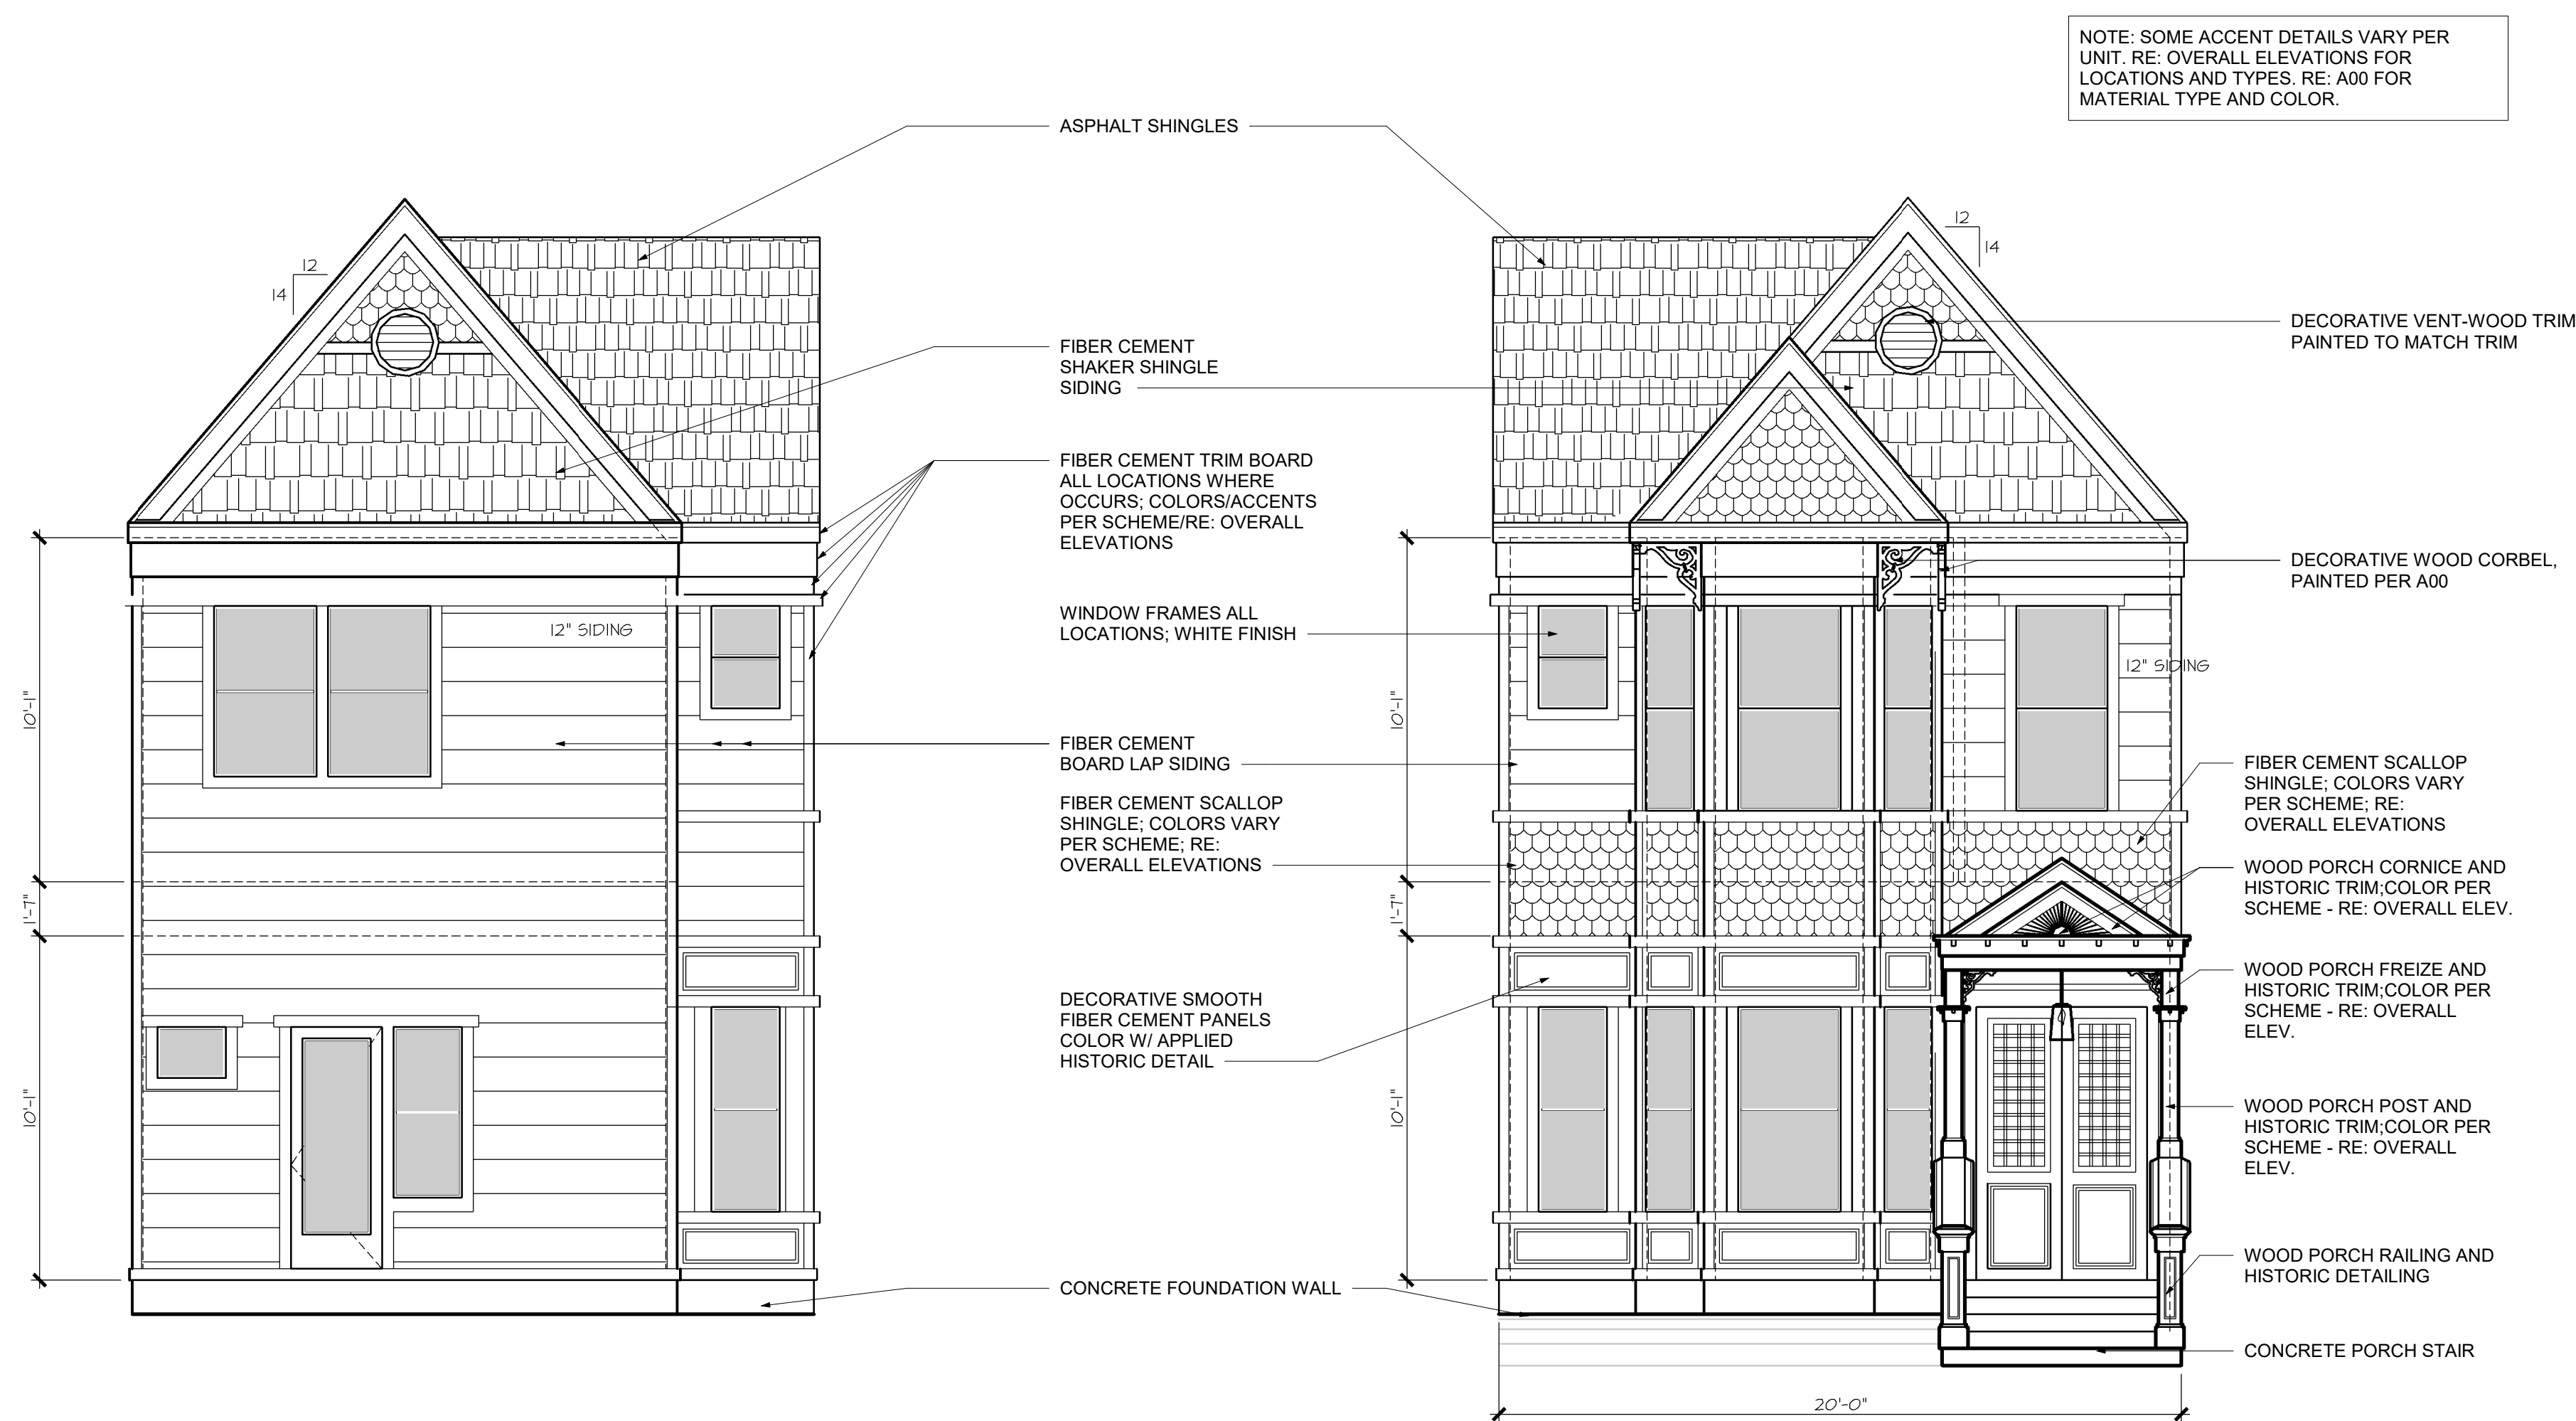 NOTE: SOME ACCENT DETAILS VARY PER
UNIT. RE: OVERALL ELEVATIONS FOR
LOCATIONS AND TYPES. RE: A00 FOR
MATERIAL TYPE AND COLOR.
ASPHALT SHINGLES
12
14
12
14
FIBER CEMENT
SHAKER SHINGLE
SIDING
DECORATIVE VENT-WOOD TRIM
PAINTED TO MATCH TRIM
FIBER CEMENT TRIM BOARD
ALL LOCATIONS WHERE
OCCURS; COLORS/ACCENTS
PER SCHEME/RE: OVERALL
ELEVATIONS
DECORATIVE WOOD CORBEL,
PAINTED PER A00
WINDOW FRAMES ALL
LOCATIONS; WHITE FINISH
12" SIDING
12" SIDING
10'-1"
10'-1"
FIBER CEMENT
BOARD LAP SIDING
FIBER CEMENT SCALLOP
SHINGLE; COLORS VARY
PER SCHEME; RE:
OVERALL ELEVATIONS
FIBER CEMENT SCALLOP
SHINGLE; COLORS VARY
PER SCHEME; RE:
OVERALL ELEVATIONS
WOOD PORCH CORNICE AND
HISTORIC TRIM;COLOR PER
SCHEME - RE: OVERALL ELEV.
1'-7"
1'-7"
WOOD PORCH FREIZE AND
HISTORIC TRIM;COLOR PER
SCHEME - RE: OVERALL
ELEV.
DECORATIVE SMOOTH
FIBER CEMENT PANELS
COLOR W/ APPLIED
HISTORIC DETAIL
10'-1"
10'-1"
WOOD PORCH POST AND
HISTORIC TRIM;COLOR PER
SCHEME - RE: OVERALL
ELEV.
WOOD PORCH RAILING AND
HISTORIC DETAILING
CONCRETE FOUNDATION WALL
CONCRETE PORCH STAIR
20'-0"